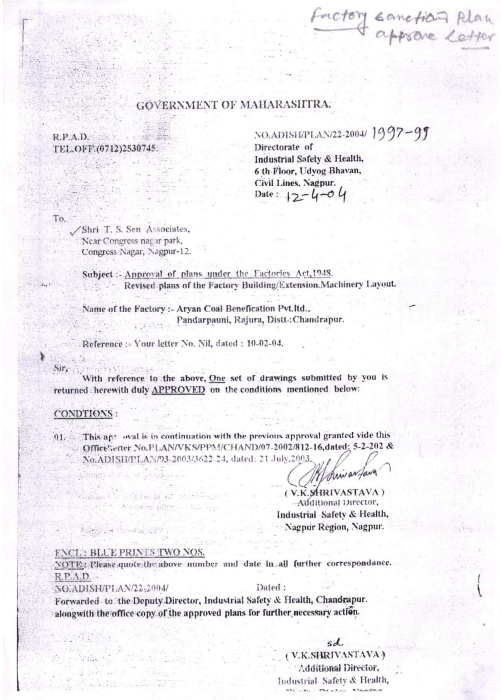 Factory sanction Plan
approve Letter
GOVERNMENT OF MAHARASHTRA.
R.P.A.D.
TEL.OFF:(0712)2530745.
NO.ADISH/PLAN/22-2004/ 1997-99
Directorate of
Industrial Safety & Health,
6 th Floor, Udyog Bhavan,
Civil Lines, Nagpur.
Date : 12-4-04
To,
Shri T. S. Sen Associates,
Near Congress nagar park,
Congress Nagar, Nagpur-12.
Subject :- Approval of plans under the Factories Act,1948.
Revised plans of the Factory Building/Extension.Machinery Layout.
Name of the Factory :- Aryan Coal Benefication Pvt.ltd.,
Pandarpauni, Rajura, Distt.:Chandrapur.
Reference :- Your letter No. Nil, dated : 10-02-04.
Sir,
With reference to the above, One set of drawings submitted by you is
returned herewith duly APPROVED on the conditions mentioned below:
CONDTIONS :
01. This approval is in continuation with the previous approval granted vide this
Office letter No.PLAN/VKS/PPM/CHAND/07-2002/812-16,dated; 5-2-202 &
No.ADISH/PLAN/93-2003/3622-24, dated: 21 July,2003.
( V.K.SHRIVASTAVA )
Additional Director,
Industrial Safety & Health,
Nagpur Region, Nagpur.
ENCL : BLUE PRINTS TWO NOS.
NOTE : Please quote the above number and date in all further correspondence.
R.P.A.D.
NO.ADISH/PLAN/22-2004/ Dated :
Forwarded to the Deputy Director, Industrial Safety & Health, Chandrapur.
alongwith the office copy of the approved plans for further necessary action.
sd
( V.K.SHRIVASTAVA )
Additional Director,
Industrial Safety & Health,